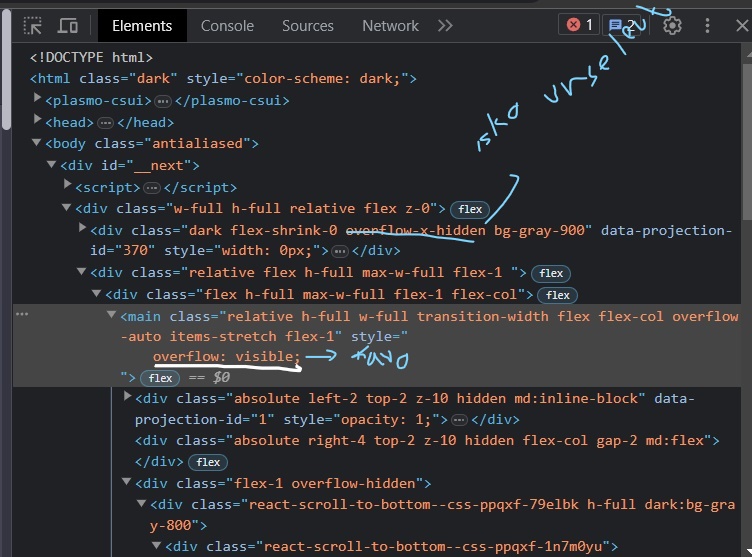 Elements Console Sources Network 1 2
<!DOCTYPE html>
<html class="dark" style="color-scheme: dark;">
<plasmo-csui> … </plasmo-csui>
<head> … </head>
<body class="antialiased">
<div id="__next">
<script> … </script>
<div class="w-full h-full relative flex z-0"> flex
<div class="dark flex-shrink-0 overflow-x-hidden bg-gray-900" data-projection-
id="370" style="width: 0px;"> … </div>
<div class="relative flex h-full max-w-full flex-1 "> flex
<div class="flex h-full max-w-full flex-1 flex-col"> flex
<main class="relative h-full w-full transition-width flex flex-col overflow
-auto items-stretch flex-1" style="
overflow: visible;
"> flex == $0
<div class="absolute left-2 top-2 z-10 hidden md:inline-block" data-
projection-id="1" style="opacity: 1;"> … </div>
<div class="absolute right-4 top-2 z-10 hidden flex-col gap-2 md:flex">
</div> flex
<div class="flex-1 overflow-hidden">
<div class="react-scroll-to-bottom--css-ppqxf-79elbk h-full dark:bg-gra
y-800">
<div class="react-scroll-to-bottom--css-ppqxf-1n7m0yu">